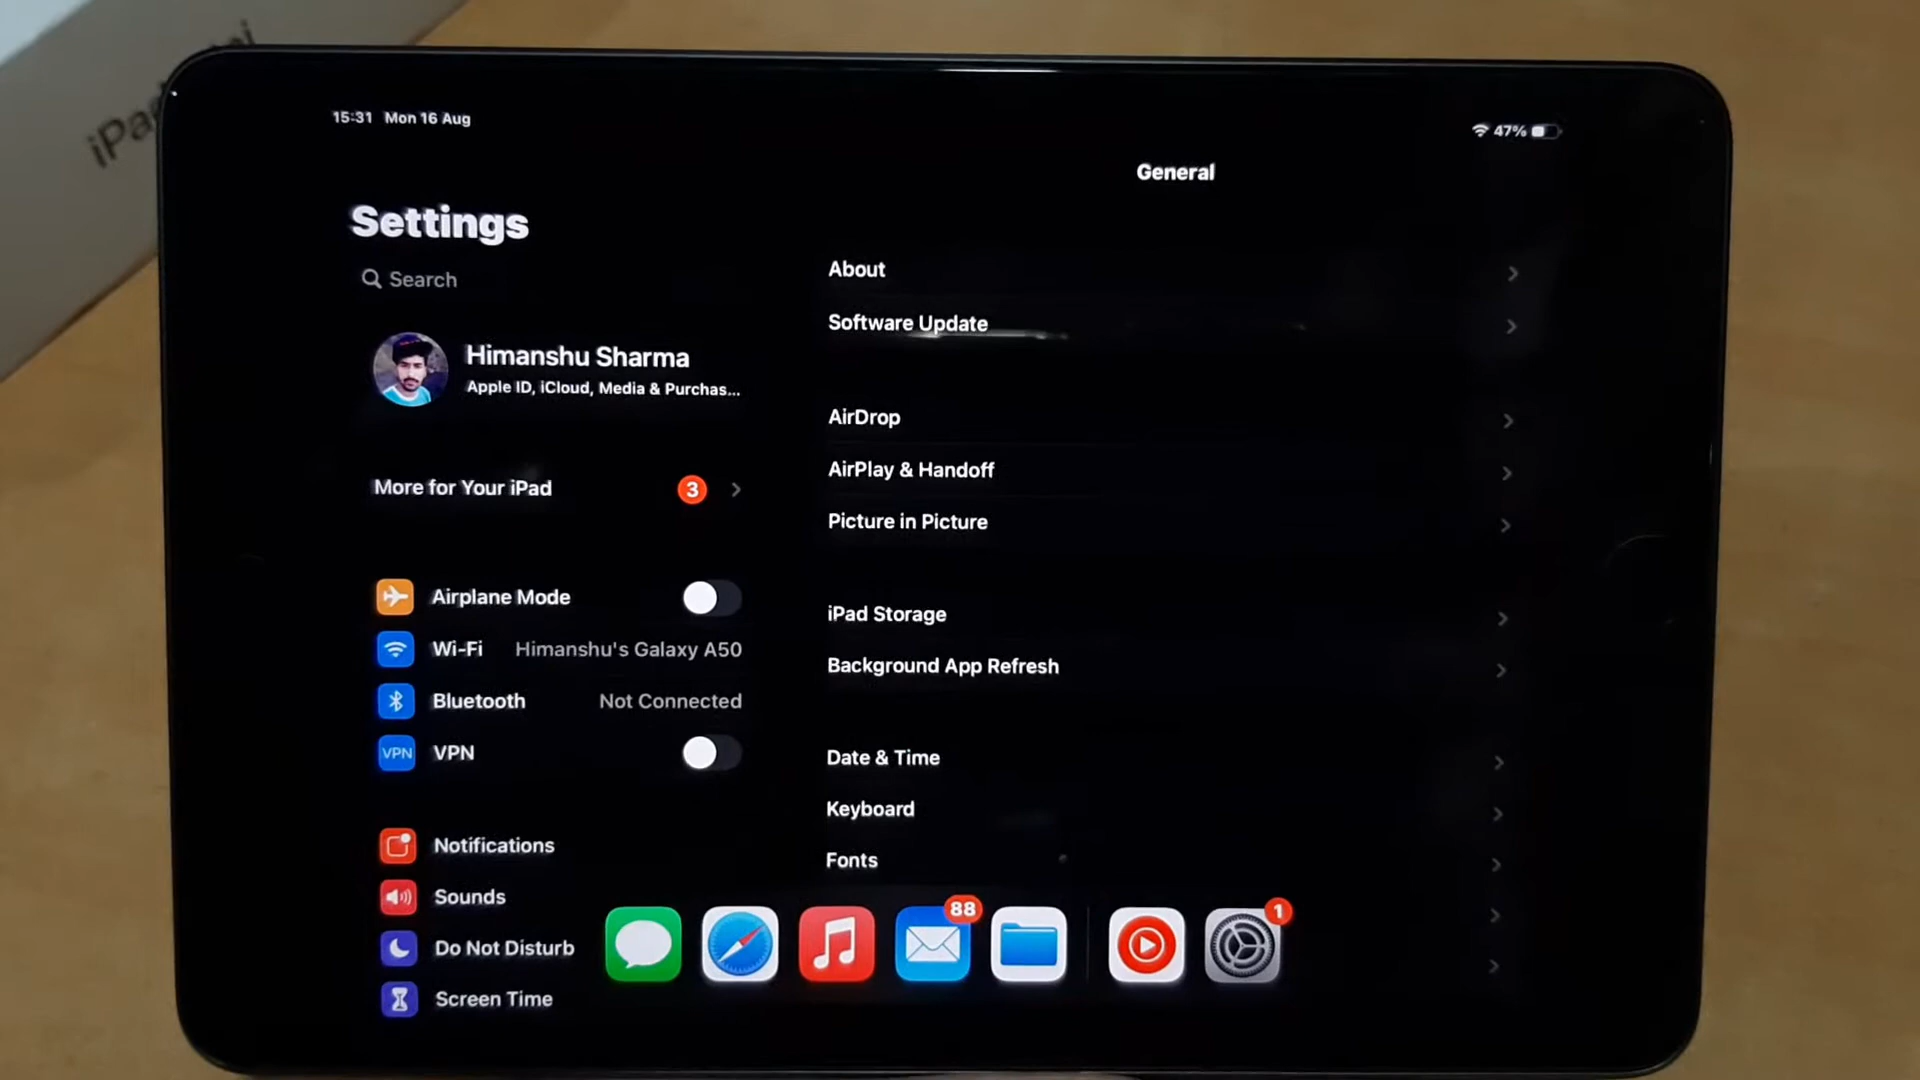 iPad
15:31 Mon 16 Aug
47%
General
Settings
Search
Himanshu Sharma
Apple ID, iCloud, Media & Purchas...
More for Your iPad
3
Airplane Mode
Wi-Fi Himanshu's Galaxy A50
Bluetooth Not Connected
VPN VPN
Notifications
Sounds
Do Not Disturb
Screen Time
About
Software Update
AirDrop
AirPlay & Handoff
Picture in Picture
iPad Storage
Background App Refresh
Date & Time
Keyboard
Fonts
88
1